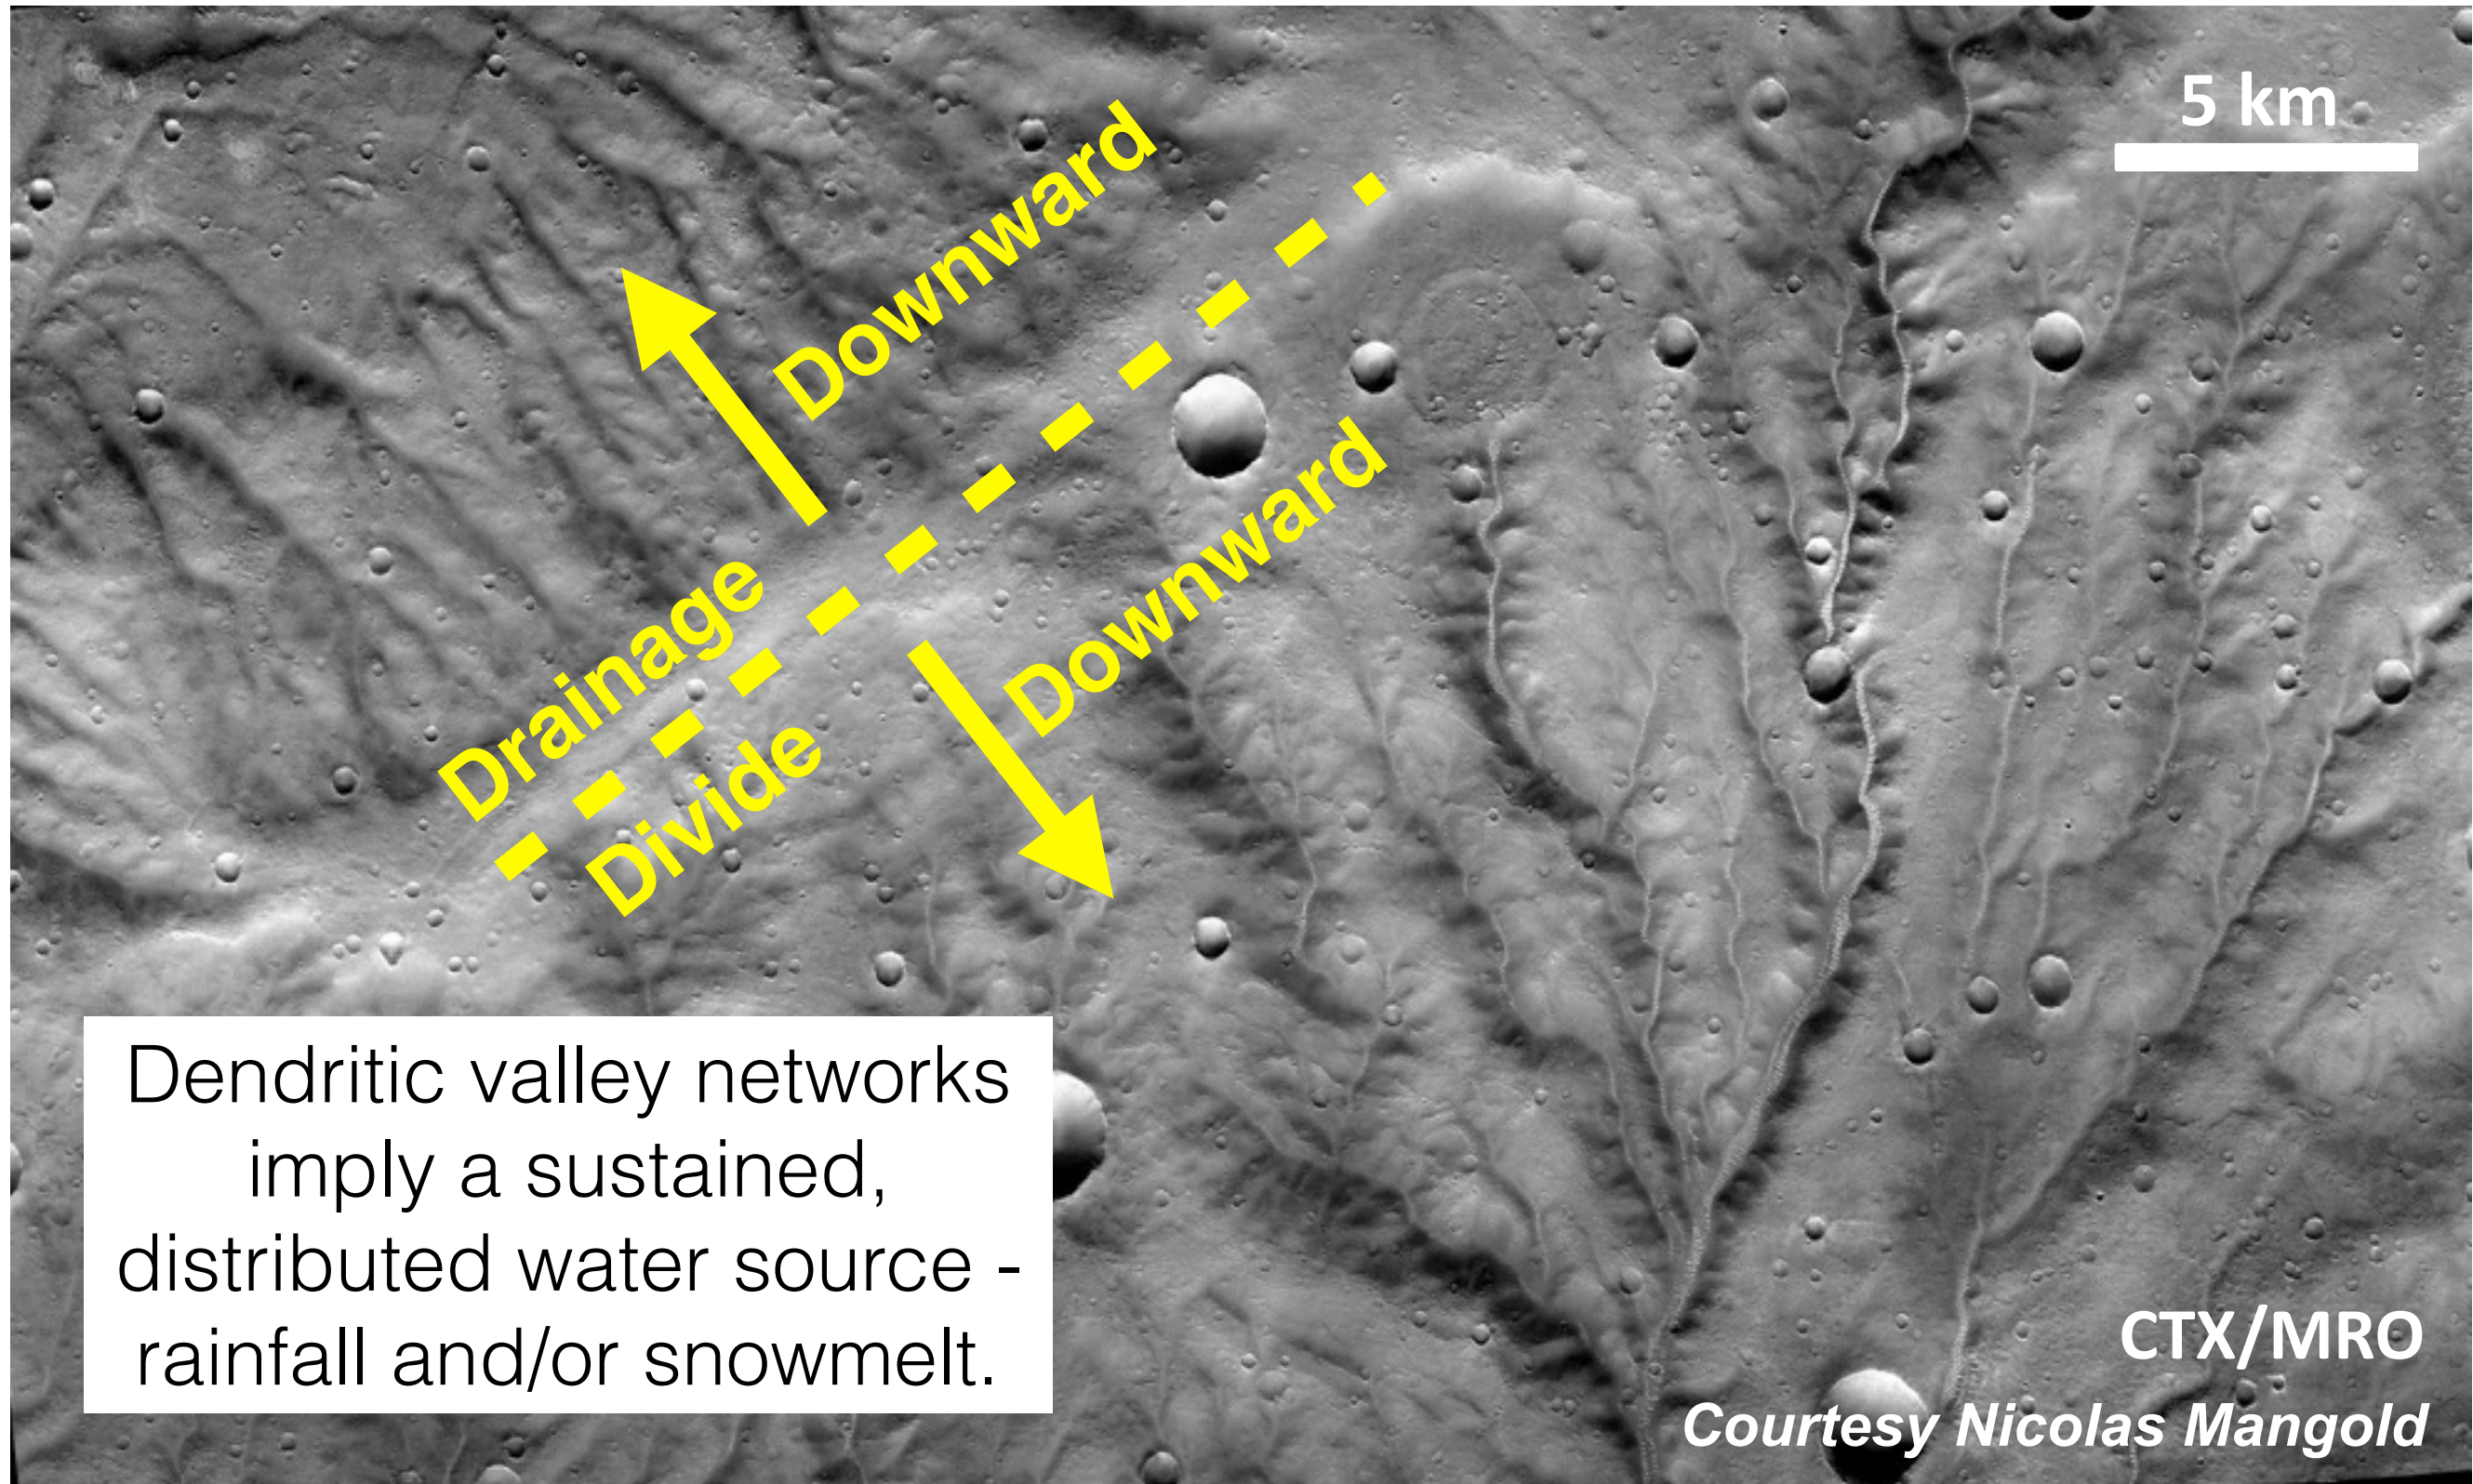 5 km
Downward
Downward
Drainage
Divide
Dendritic valley networks
imply a sustained,
distributed water source -
rainfall and/or snowmelt.
CTX/MRO
Courtesy Nicolas Mangold